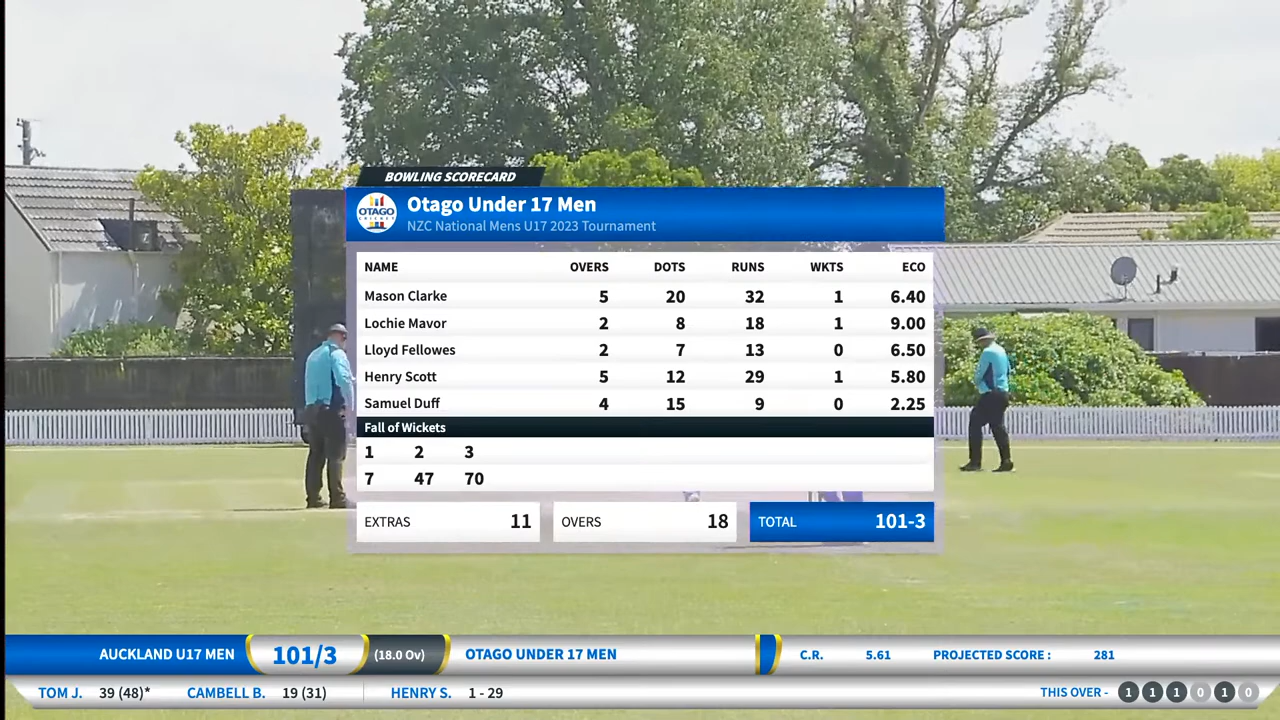 BOWLING SCORECARD
OTAGO
CRICKET
Otago Under 17 Men
NZC National Mens U17 2023 Tournament
NAME OVERS DOTS RUNS WKTS ECO
Mason Clarke 5 20 32 1 6.40
Lochie Mavor 2 8 18 1 9.00
Lloyd Fellowes 2 7 13 0 6.50
Henry Scott 5 12 29 1 5.80
Samuel Duff 4 15 9 0 2.25
Fall of Wickets
1 2 3
7 47 70
EXTRAS 11 OVERS 18 TOTAL 101-3
AUCKLAND U17 MEN 101/3 (18.0 Ov) OTAGO UNDER 17 MEN C.R. 5.61 PROJECTED SCORE : 281
TOM J. 39 (48)* CAMBELL B. 19 (31) HENRY S. 1 - 29 THIS OVER - 1 1 1 0 1 0